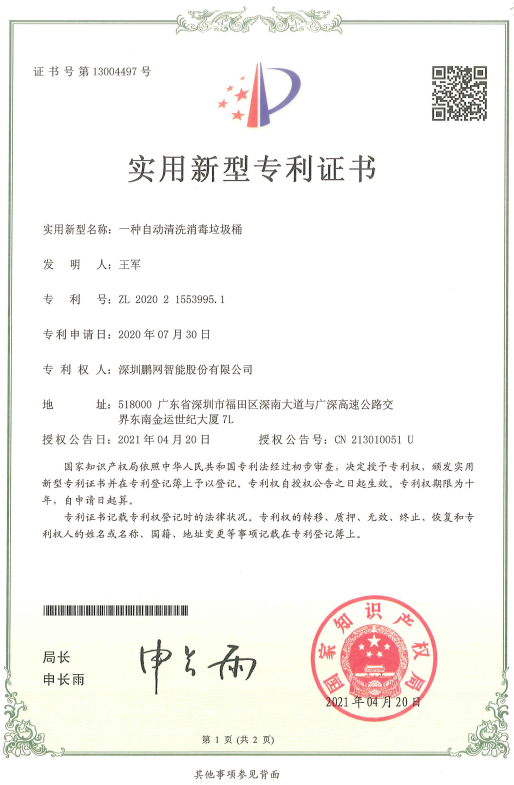 证书号第13004497号
实用新型专利证书
实用新型名称：一种自动清洗消毒垃圾桶
发明人：王军
专利号：ZL 2020 2 1553995.1
专利申请日：2020年07月30日
专利权人：深圳鹏网智能股份有限公司
地址：518000 广东省深圳市福田区深南大道与广深高速公路交
界东南金运世纪大厦7L
授权公告日：2021年04月20日 授权公告号：CN 213010051 U
国家知识产权局依照中华人民共和国专利法经过初步审查，决定授予专利权，颁发实用
新型专利证书并在专利登记簿上予以登记。专利权自授权公告之日起生效。专利权期限为十
年，自申请日起算。
专利证书记载专利权登记时的法律状况。专利权的转移、质押、无效、终止、恢复和专
利权人的姓名或名称、国籍、地址变更等事项记载在专利登记簿上。
局长
申长雨
申长雨
国家知识产权局
2021年04月20日
第1页(共2页)
其他事项参见背面